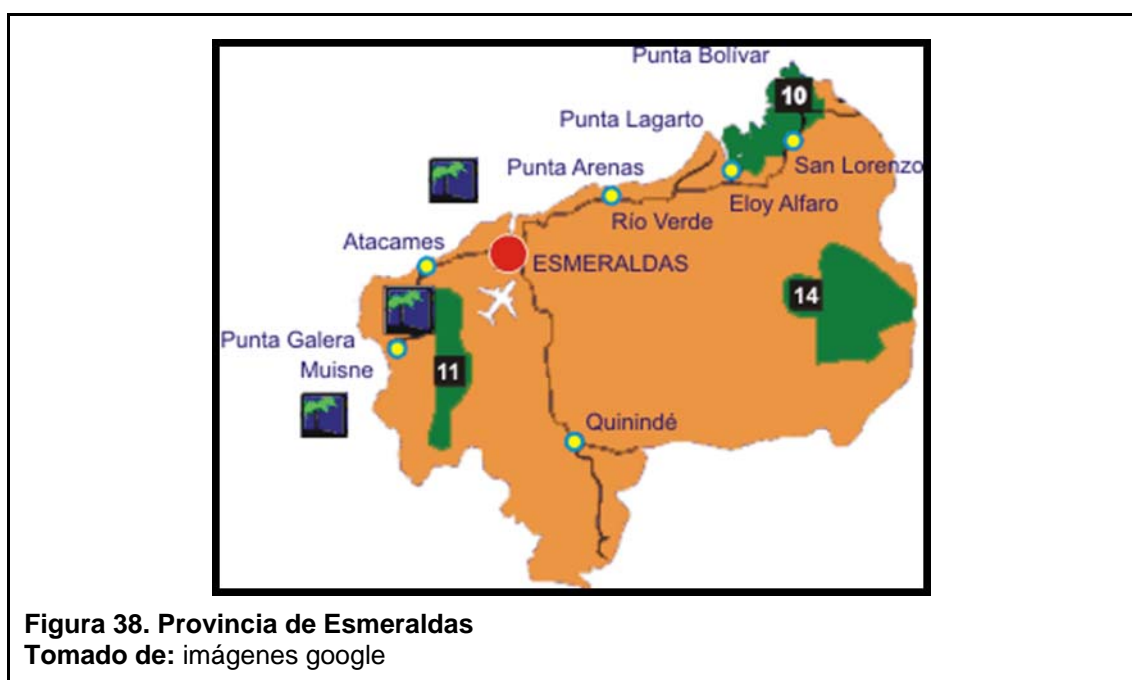 Punta Bolívar
10
Punta Lagarto
Punta Arenas
San Lorenzo
Eloy Alfaro
Río Verde
Atacames
ESMERALDAS
14
Punta Galera
Muisne
11
Quinindé
Figura 38. Provincia de Esmeraldas
Tomado de: imágenes google